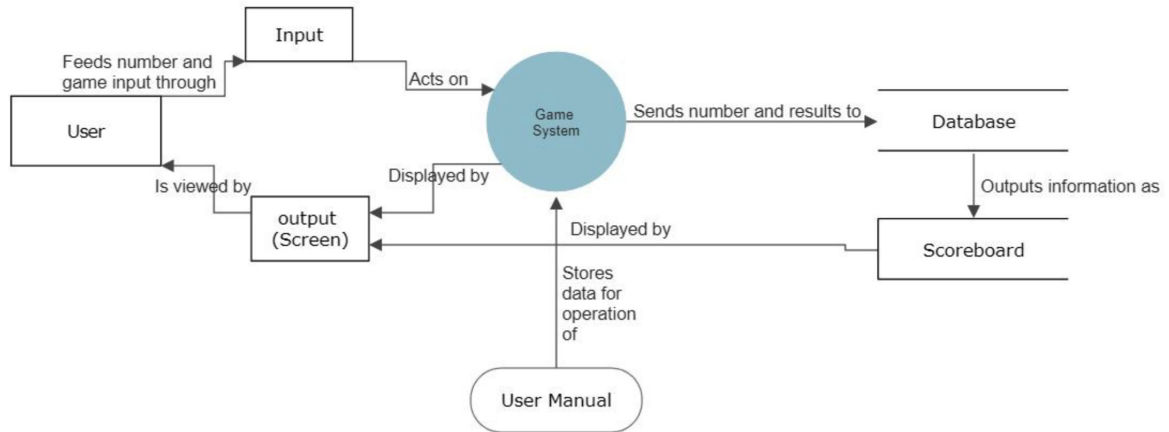 Input
Feeds number and
game input through
Acts on
User
Game
System
Sends number and results to
Database
Is viewed by
Displayed by
output
(Screen)
Outputs information as
Displayed by
Scoreboard
Stores
data for
operation
of
User Manual